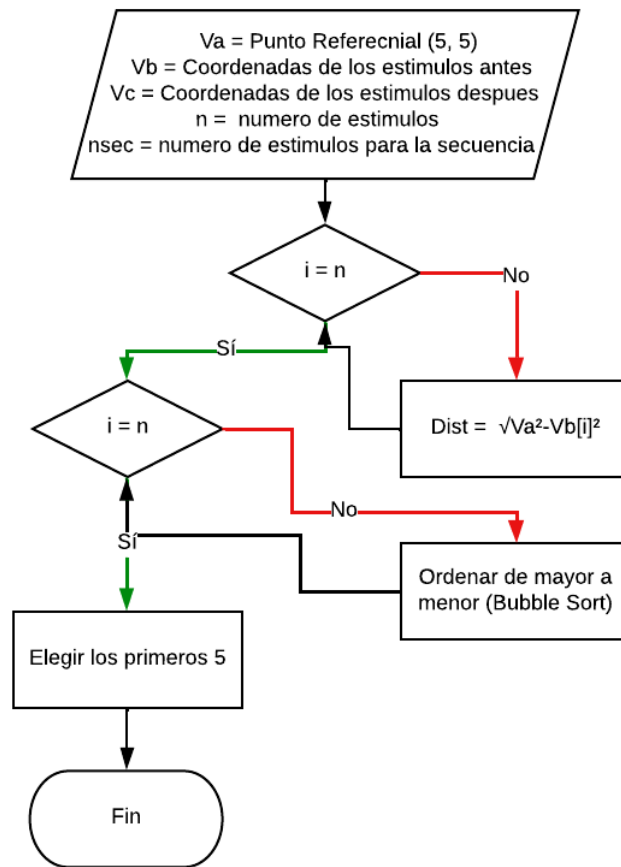 Va = Punto Referecnial (5, 5)
Vb = Coordenadas de los estimulos antes
Vc = Coordenadas de los estimulos despues
n = numero de estimulos
nsec = numero de estimulos para la secuencia
i = n
No
Sí
Dist = √Va²-Vb[i]²
i = n
No
Sí
Ordenar de mayor a
menor (Bubble Sort)
Elegir los primeros 5
Fin